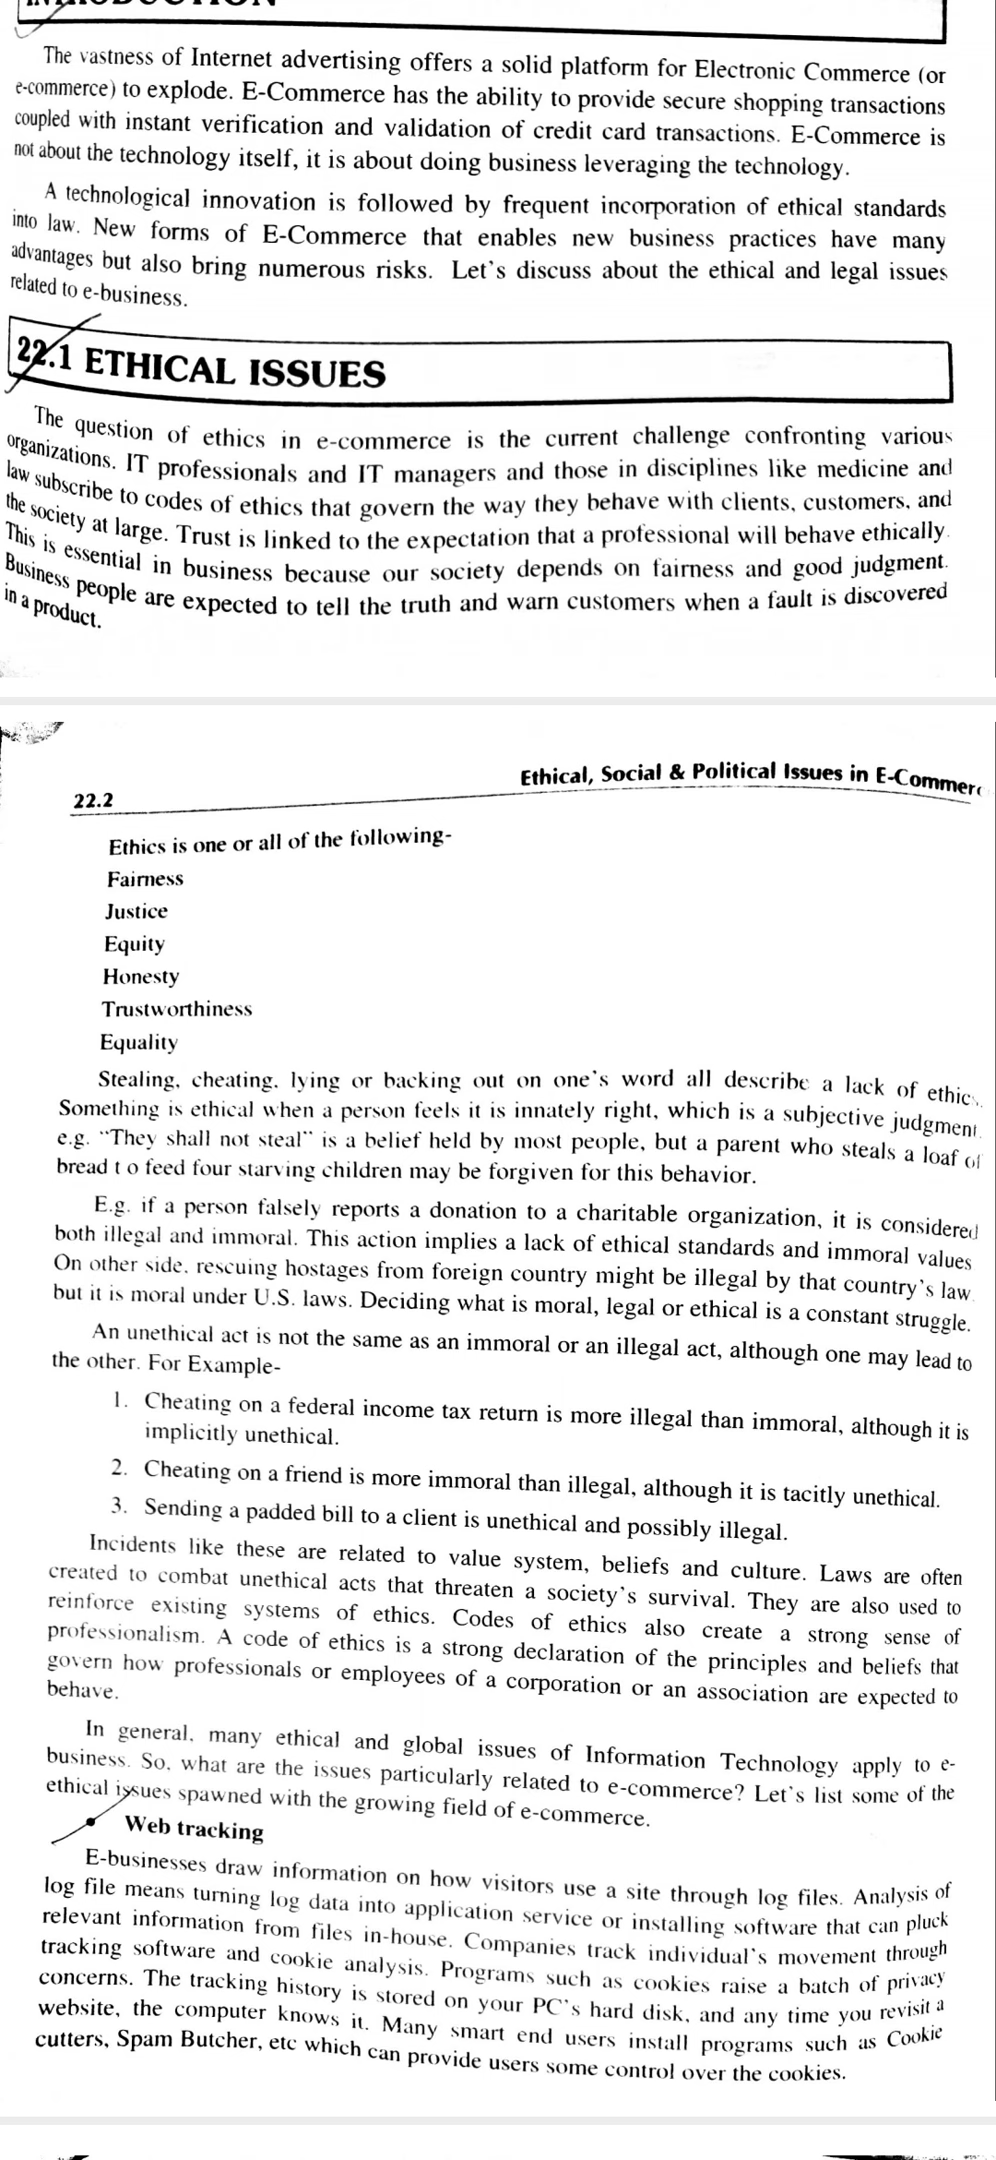 The vastness of Internet advertising offers a solid platform for Electronic Commerce (or
e-commerce) to explode. E-Commerce has the ability to provide secure shopping transactions
coupled with instant verification and validation of credit card transactions. E-Commerce is
not about the technology itself, it is about doing business leveraging the technology.
A technological innovation is followed by frequent incorporation of ethical standards
into law. New forms of E-Commerce that enables new business practices have many
advantages but also bring numerous risks. Let's discuss about the ethical and legal issues
related to e-business.
22.1 ETHICAL ISSUES
The question of ethics in e-commerce is the current challenge confronting various
organizations. IT professionals and IT managers and those in disciplines like medicine and
law subscribe to codes of ethics that govern the way they behave with clients, customers, and
the society at large. Trust is linked to the expectation that a professional will behave ethically.
This is essential in business because our society depends on fairness and good judgment.
Business people are expected to tell the truth and warn customers when a fault is discovered
in a product.
Ethical, Social & Political Issues in E-Commerc
22.2
Ethics is one or all of the following-
Fairness
Justice
Equity
Honesty
Trustworthiness
Equality
Stealing, cheating, lying or backing out on one's word all describe a lack of ethics.
Something is ethical when a person feels it is innately right, which is a subjective judgment.
e.g. "They shall not steal" is a belief held by most people, but a parent who steals a loaf of
bread t o feed four starving children may be forgiven for this behavior.
E.g. if a person falsely reports a donation to a charitable organization, it is considered
both illegal and immoral. This action implies a lack of ethical standards and immoral values
On other side, rescuing hostages from foreign country might be illegal by that country's law
but it is moral under U.S. laws. Deciding what is moral, legal or ethical is a constant struggle.
An unethical act is not the same as an immoral or an illegal act, although one may lead to
the other. For Example-
1. Cheating on a federal income tax return is more illegal than immoral, although it is
implicitly unethical.
2. Cheating on a friend is more immoral than illegal, although it is tacitly unethical.
3. Sending a padded bill to a client is unethical and possibly illegal.
Incidents like these are related to value system, beliefs and culture. Laws are often
created to combat unethical acts that threaten a society's survival. They are also used to
reinforce existing systems of ethics. Codes of ethics also create a strong sense of
professionalism. A code of ethics is a strong declaration of the principles and beliefs that
govern how professionals or employees of a corporation or an association are expected to
behave.
In general, many ethical and global issues of Information Technology apply to e-
business. So, what are the issues particularly related to e-commerce? Let's list some of the
ethical issues spawned with the growing field of e-commerce.
• Web tracking
E-businesses draw information on how visitors use a site through log files. Analysis of
log file means turning log data into application service or installing software that can pluck
relevant information from files in-house. Companies track individual's movement through
tracking software and cookie analysis. Programs such as cookies raise a batch of privacy
concerns. The tracking history is stored on your PC's hard disk, and any time you revisit a
website, the computer knows it. Many smart end users install programs such as Cookie
cutters, Spam Butcher, etc which can provide users some control over the cookies.